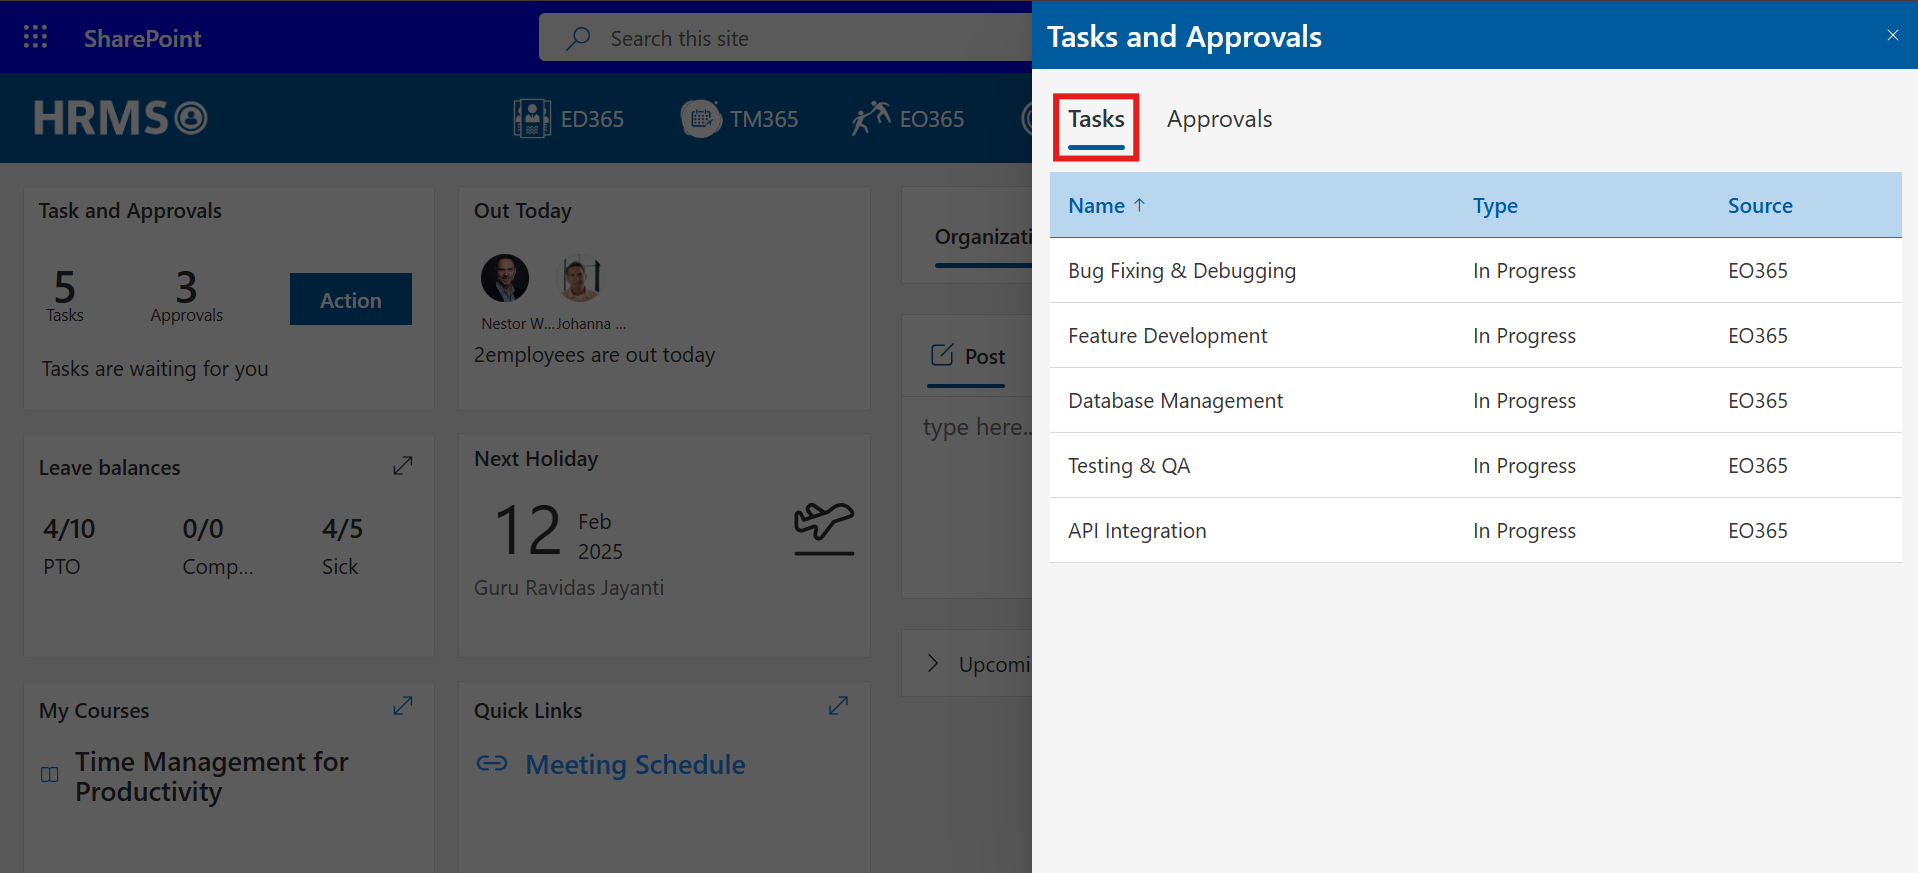 SharePoint
Search this site
HRMS
ED365
TM365
EO365
Task and Approvals
5
Tasks
3
Approvals
Action
Tasks are waiting for you
Out Today
Nestor W... Johanna ...
2employees are out today
Leave balances
4/10
PTO
0/0
Comp...
4/5
Sick
Next Holiday
12
Feb
2025
Guru Ravidas Jayanti
My Courses
Time Management for
Productivity
Quick Links
Meeting Schedule
Organizati
Post
type here..
Upcomi
Tasks and Approvals
Tasks Approvals
Name ↑ Type Source
Bug Fixing & Debugging In Progress EO365
Feature Development In Progress EO365
Database Management In Progress EO365
Testing & QA In Progress EO365
API Integration In Progress EO365